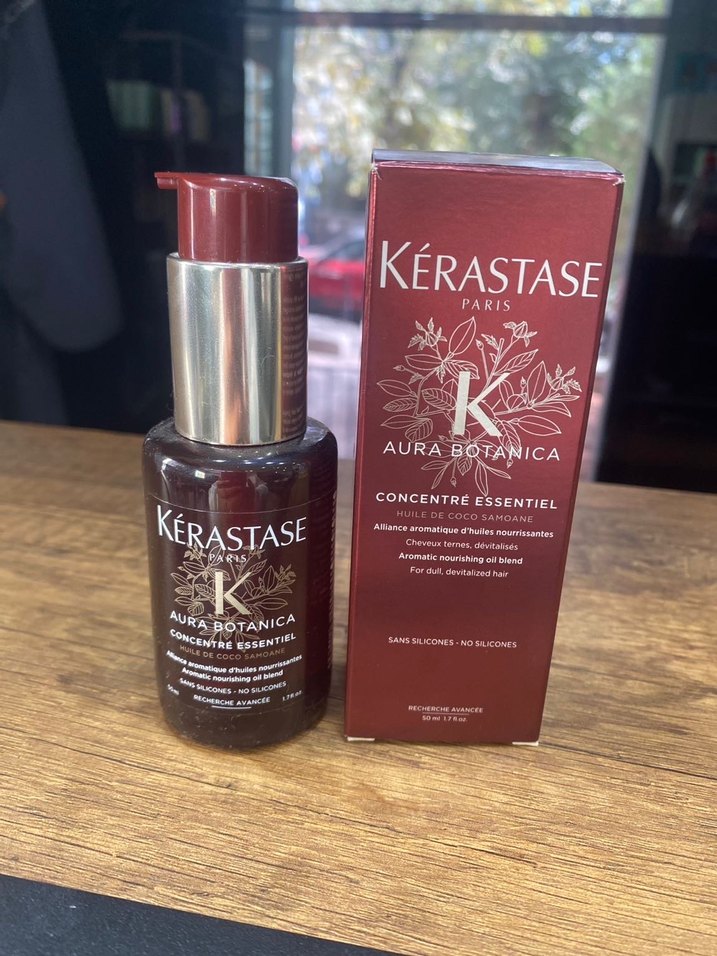 KÉRASTASE
PARIS
K
AURA BOTANICA
CONCENTRÉ ESSENTIEL
HUILE DE COCO SAMOANE
Alliance aromatique d'huiles nourrissantes
Aromatic nourishing oil blend
SANS SILICONES - NO SILICONES
50 ml
RECHERCHE AVANCÉE
1.7 fl.oz.
KÉRASTASE
PARIS
K
AURA BOTANICA
CONCENTRÉ ESSENTIEL
HUILE DE COCO SAMOANE
Alliance aromatique d'huiles nourrissantes
Cheveux ternes, dévitalisés
Aromatic nourishing oil blend
For dull, devitalized hair
SANS SILICONES - NO SILICONES
RECHERCHE AVANCÉE
50 ml 1.7 fl.oz.